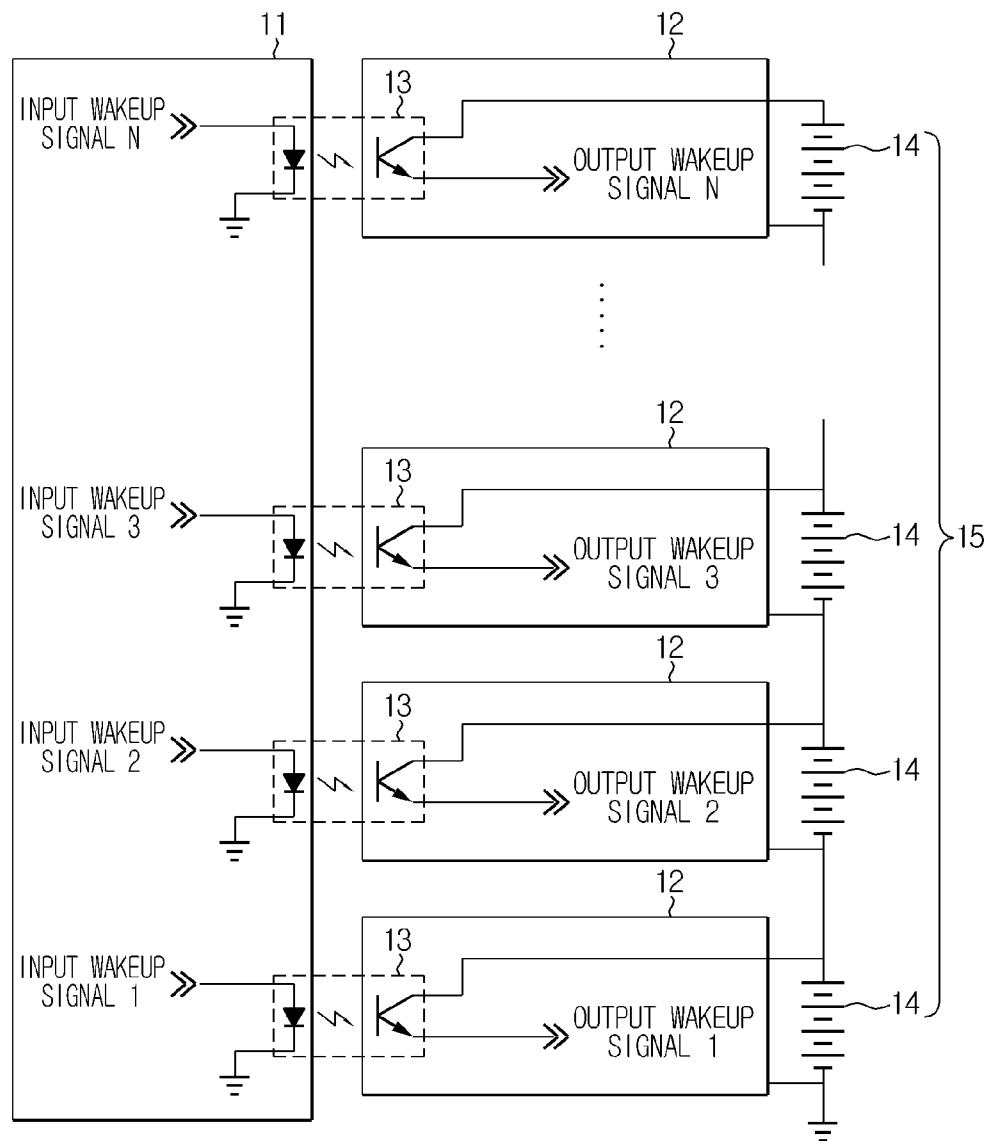 11
12
INPUT WAKEUP
SIGNAL N
13
OUTPUT WAKEUP
SIGNAL N
14
12
INPUT WAKEUP
SIGNAL 3
13
OUTPUT WAKEUP
SIGNAL 3
14
15
12
INPUT WAKEUP
SIGNAL 2
13
OUTPUT WAKEUP
SIGNAL 2
14
12
INPUT WAKEUP
SIGNAL 1
13
OUTPUT WAKEUP
SIGNAL 1
14